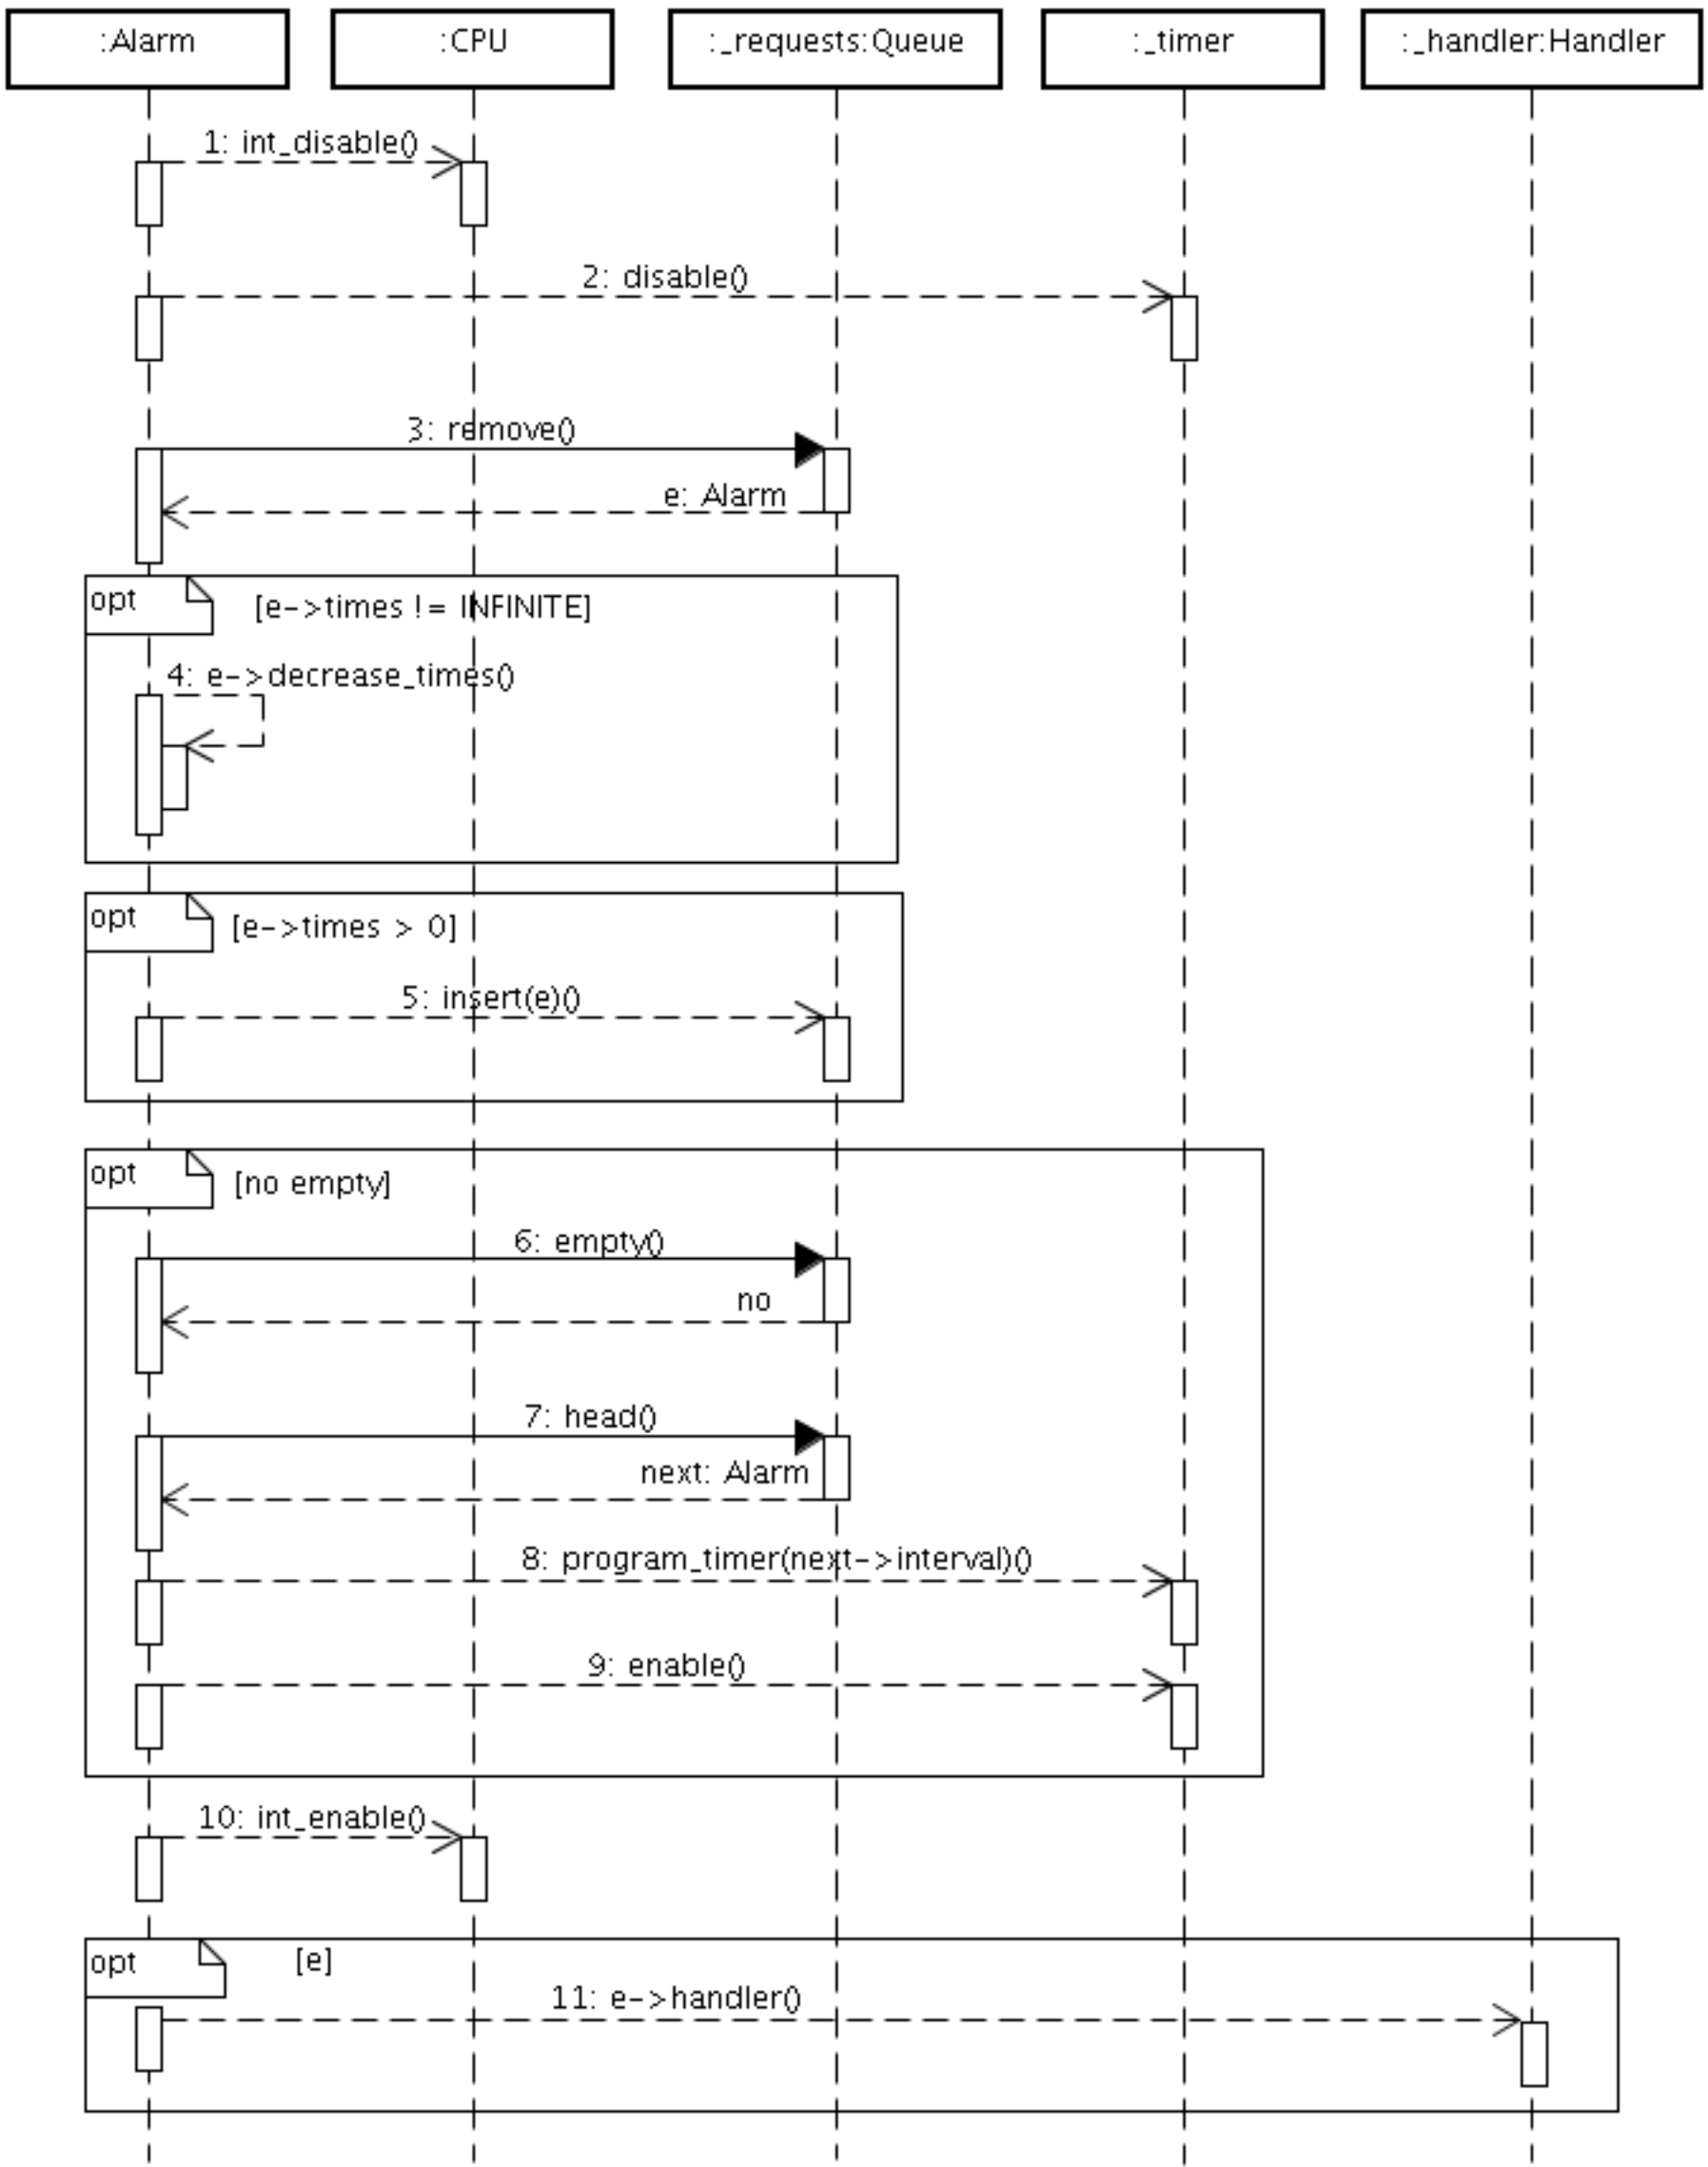 :Alarm
:CPU
:_requests:Queue
:_timer
:_handler:Handler
1: int_disable()
2: disable()
3: remove()
e: Alarm
opt
[e->times != INFINITE]
4: e->decrease_times()
opt
[e->times > 0]
5: insert(e)()
opt
[no empty]
6: empty()
no
7: head()
next: Alarm
8: program_timer(next->interval)()
9: enable()
10: int_enable()
opt
[e]
11: e->handler()